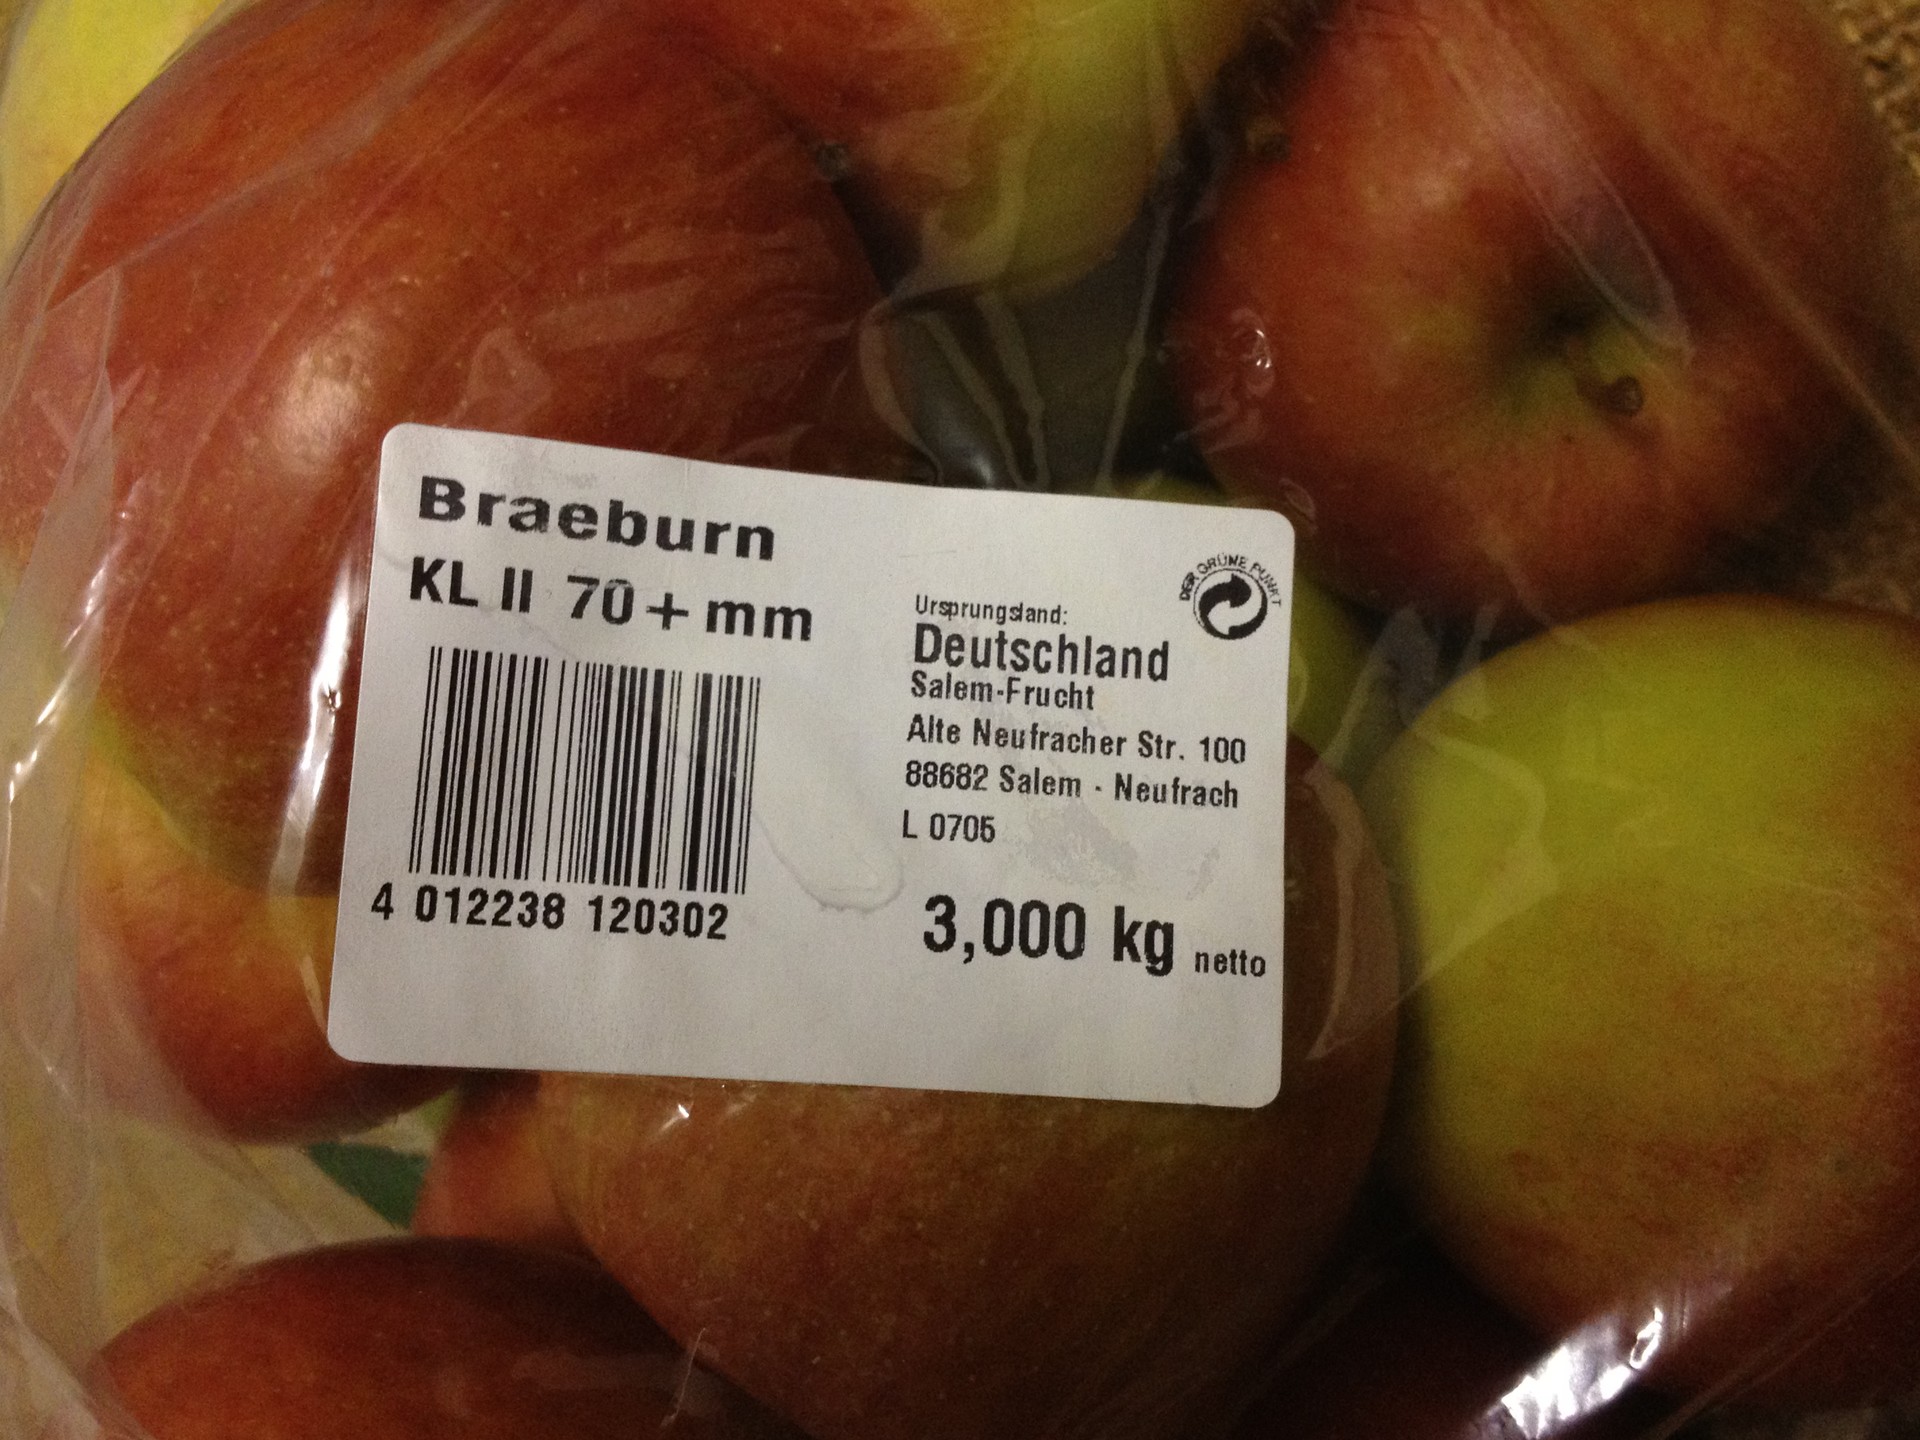 Braeburn
KL II 70+mm
4 012238 120302
DER GRÜNE PUNKT
Ursprungsland:
Deutschland
Salem-Frucht
Alte Neufracher Str. 100
88682 Salem - Neufrach
L 0705
3,000 kg netto